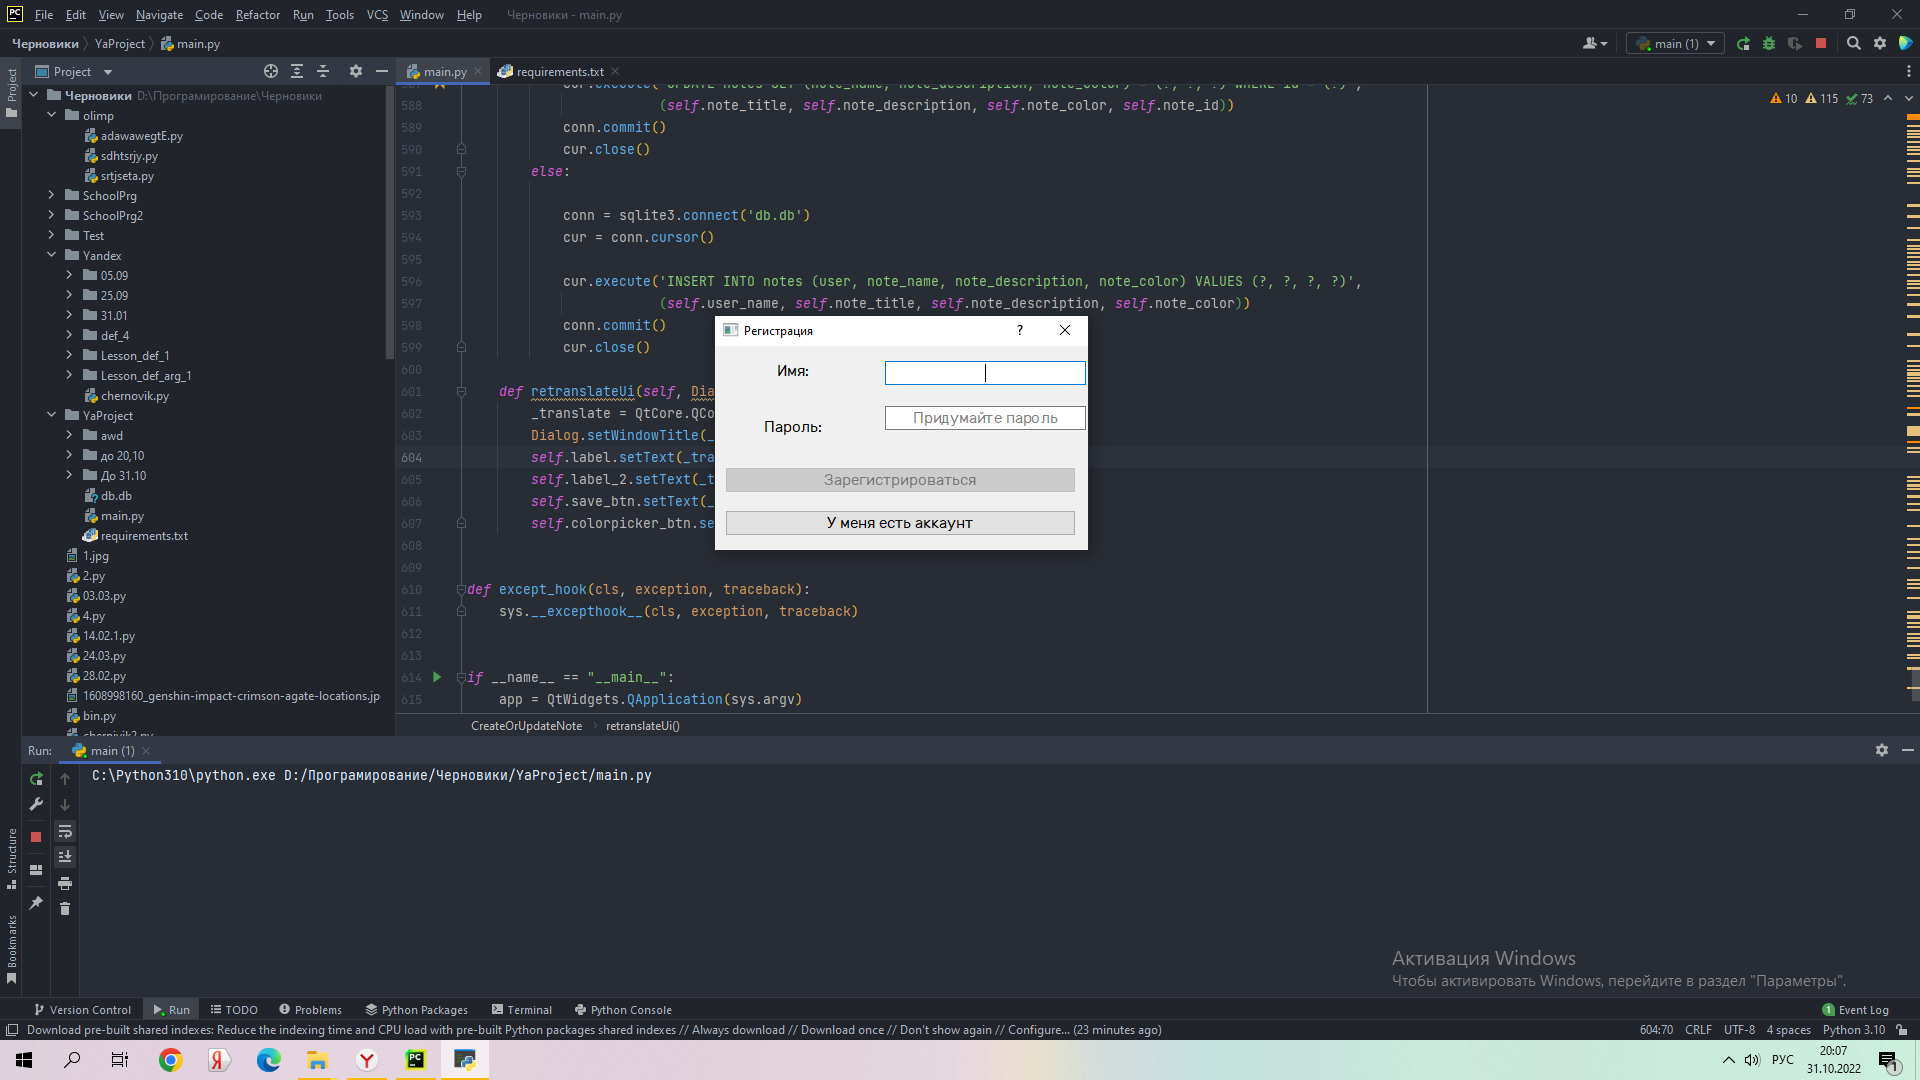 File Edit View Navigate Code Refactor Run Tools VCS Window Help Черновики - main.py
Черновики YaProject main.py main (1)
Project main.py requirements.txt
Project
10 115 73
Черновики D:\Програмирование\Черновики
olimp
adawawegtE.py
sdhtsrjy.py
srtjseta.py
SchoolPrg
SchoolPrg2
Test
Yandex
05.09
25.09
31.01
def_4
Lesson_def_1
Lesson_def_arg_1
chernovik.py
YaProject
awd
до 20,10
До 31.10
db.db
main.py
requirements.txt
1.jpg
2.py
03.03.py
4.py
14.02.1.py
24.03.py
28.02.py
1608998160_genshin-impact-crimson-agate-locations.jp
bin.py
588 (self.note_title, self.note_description, self.note_color, self.note_id))
589 conn.commit()
590 cur.close()
591 else:
592
593 conn = sqlite3.connect('db.db')
594 cur = conn.cursor()
595
596 cur.execute('INSERT INTO notes (user, note_name, note_description, note_color) VALUES (?, ?, ?, ?)',
597 (self.user_name, self.note_title, self.note_description, self.note_color))
598 conn.commit()
599 cur.close()
600
601 def retranslateUi(self, Dia
602 _translate = QtCore.QCo
603 Dialog.setWindowTitle(_
604 self.label.setText(_tra
605 self.label_2.setText(_t
606 self.save_btn.setText(_
607 self.colorpicker_btn.se
608
609
610 def except_hook(cls, exception, traceback):
611 sys.__excepthook__(cls, exception, traceback)
612
613
614 if __name__ == "__main__":
615 app = QtWidgets.QApplication(sys.argv)
CreateOrUpdateNote retranslateUi()
Регистрация ?
Имя:
Пароль: Придумайте пароль
Зарегистрироваться
У меня есть аккаунт
Run: main (1)
C:\Python310\python.exe D:/Програмирование/Черновики/YaProject/main.py
Structure
Bookmarks
Активация Windows
Чтобы активировать Windows, перейдите в раздел "Параметры".
Version Control Run TODO Problems Python Packages Terminal Python Console 1 Event Log
Download pre-built shared indexes: Reduce the indexing time and CPU load with pre-built Python packages shared indexes // Always download // Download once // Don't show again // Configure... (23 minutes ago) 604:70 CRLF UTF-8 4 spaces Python 3.10
РУС 20:07
31.10.2022 1